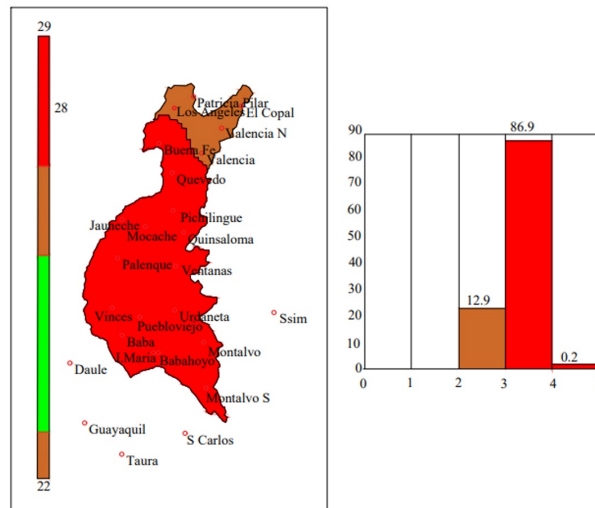 29
28
22
Patricia Pilar
Los Angeles
El Copal
Valencia N
Buena Fe
Valencia
Quevedo
Pichilingue
Jauneche
Mocache
Quinsaloma
Palenque
Ventanas
Vinces
Urdaneta
Puebloviejo
Ssim
Baba
Montalvo
I.Maria
Babahoyo
Daule
Montalvo S
Guayaquil
S Carlos
Taura
90
80
70
60
50
40
30
20
10
0
86.9
12.9
0.2
0 1 2 3 4